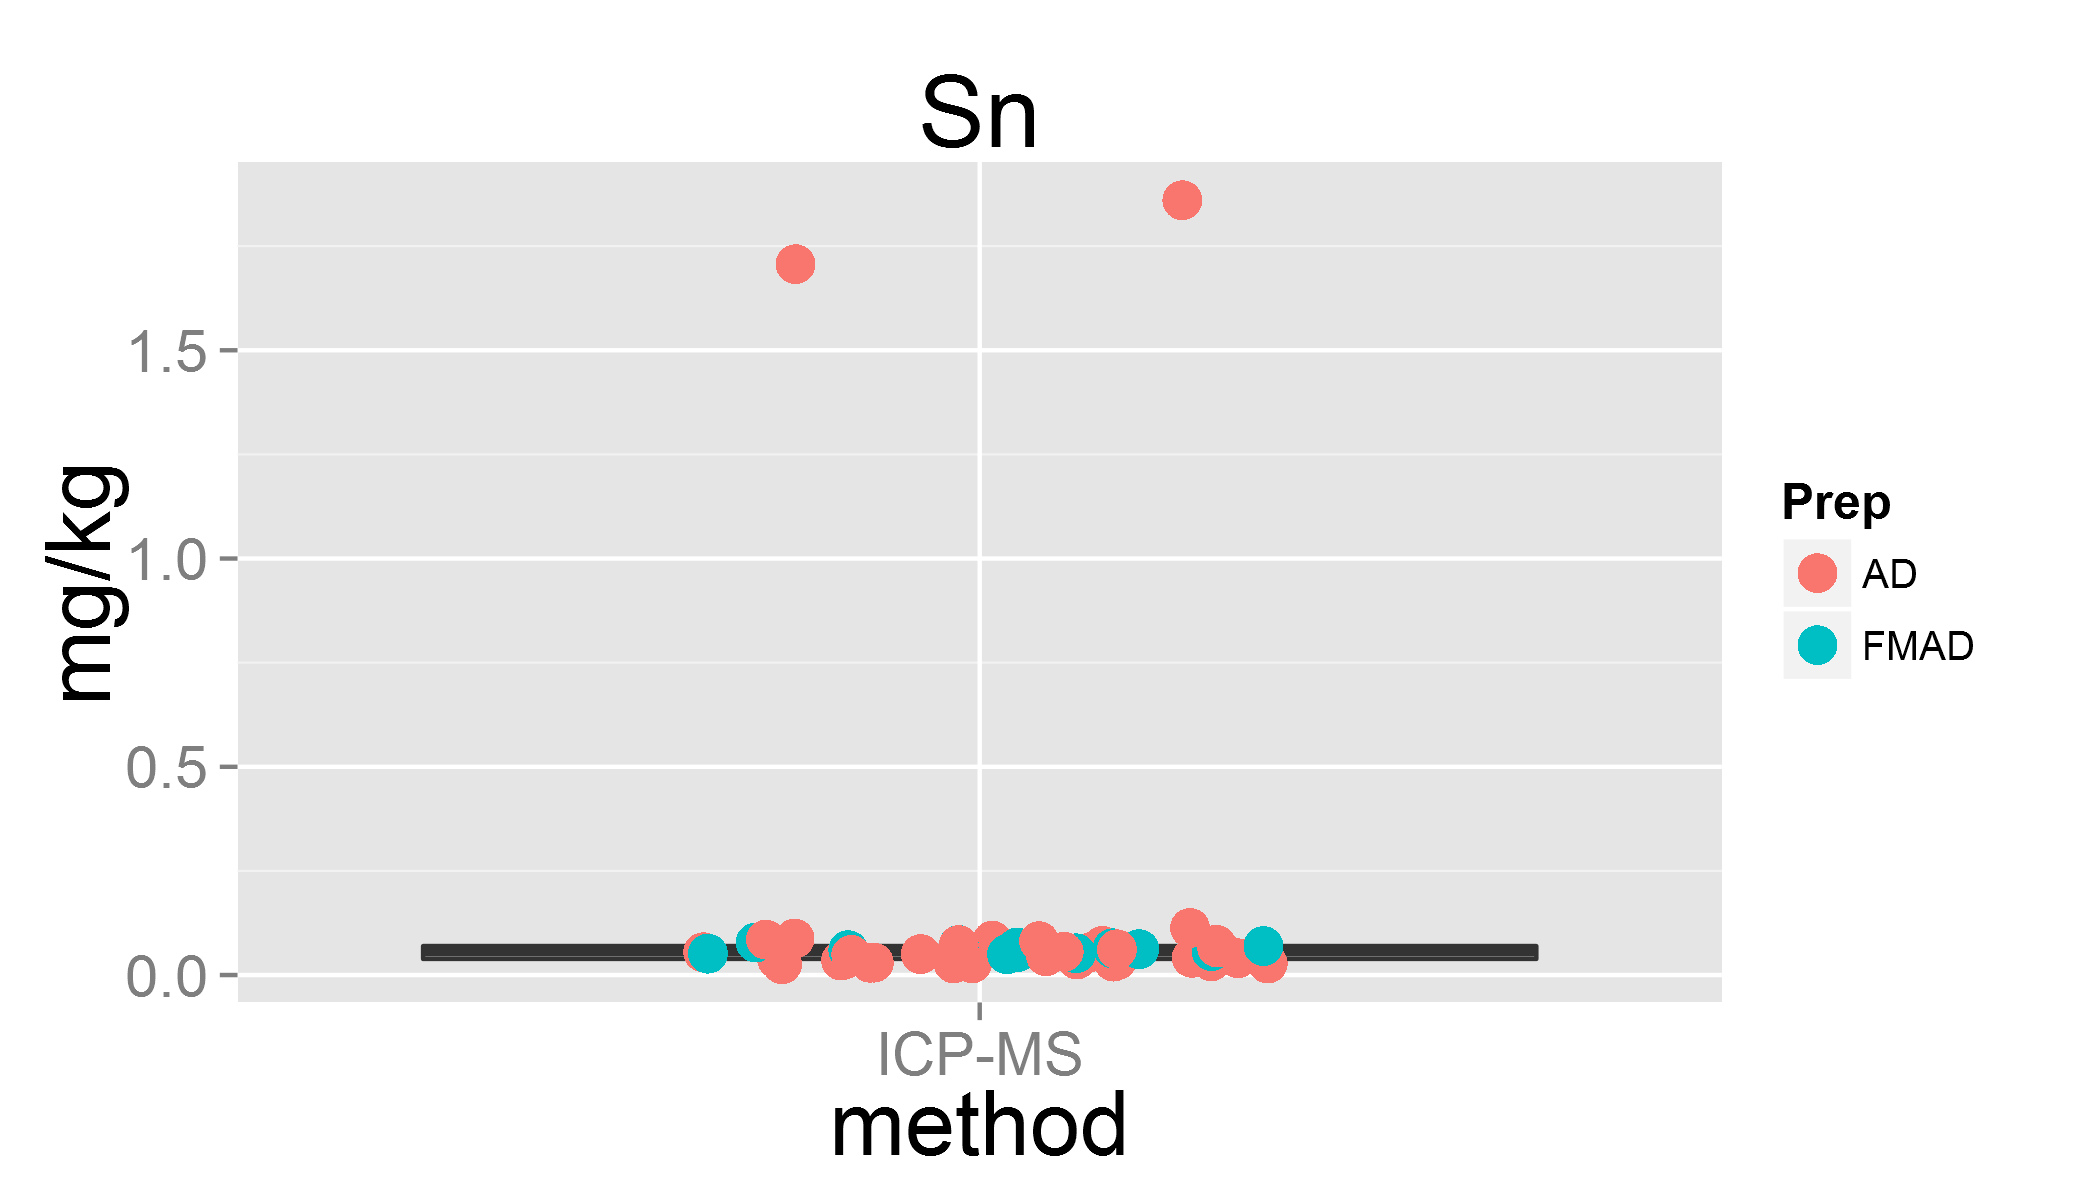 Sn
mg/kg
1.5
1.0
0.5
0.0
ICP-MS
method
Prep
AD
FMAD